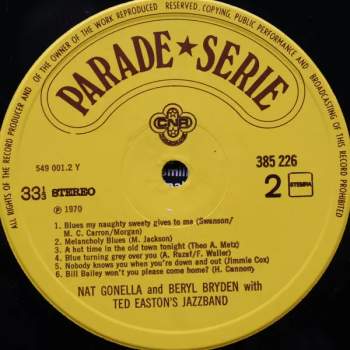 ALL RIGHTS OF THE RECORD PRODUCER AND OF THE OWNER OF THE WORK REPRODUCED RESERVED, COPYING, PUBLIC PERFORMANCE AND BROADCASTING OF THIS RECORD PROHIBITED
PARADE★SERIE
CNR
549 001.2 Y
385 226
33⅓ STEREO
2 STEMRA
℗ 1970
1. Blues my naughty sweety gives to me (Swanson/
M. C. Carron/Morgan)
2. Melancholy Blues (M. Jackson)
3. A hot time in the old town tonight (Theo A. Metz)
4. Blue turning grey over you (A. Razaf/F. Waller)
5. Nobody knows you when you're down and out (Jimmie Cox)
6. Bill Bailey won't you please come home? (H. Cannon)
NAT GONELLA and BERYL BRYDEN with
TED EASTON'S JAZZBAND